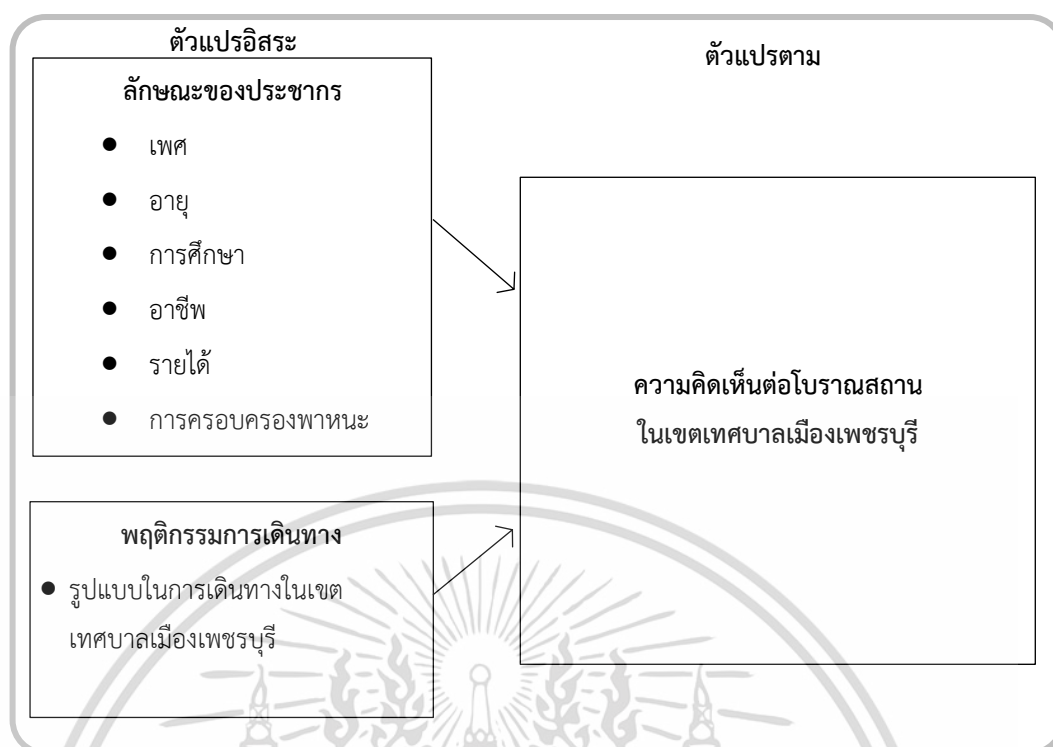 ตัวแปรอิสระ
ลักษณะของประชากร
● เพศ
● อายุ
● การศึกษา
● อาชีพ
● รายได้
● การครอบครองพาหนะ
พฤติกรรมการเดินทาง
● รูปแบบในการเดินทางในเขต
เทศบาลเมืองเพชรบุรี
ตัวแปรตาม
ความคิดเห็นต่อโบราณสถาน
ในเขตเทศบาลเมืองเพชรบุรี